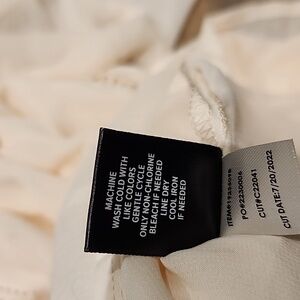 MACHINE
WASH COLD WITH
LIKE COLORS
GENTLE CYCLE
ONLY NON-CHLORINE
BLEACH IF NEEDED
LINE DRY
COOL IRON
IF NEEDED
PO#2230006
CUT#C22041
CUT DATE:7/20/2022